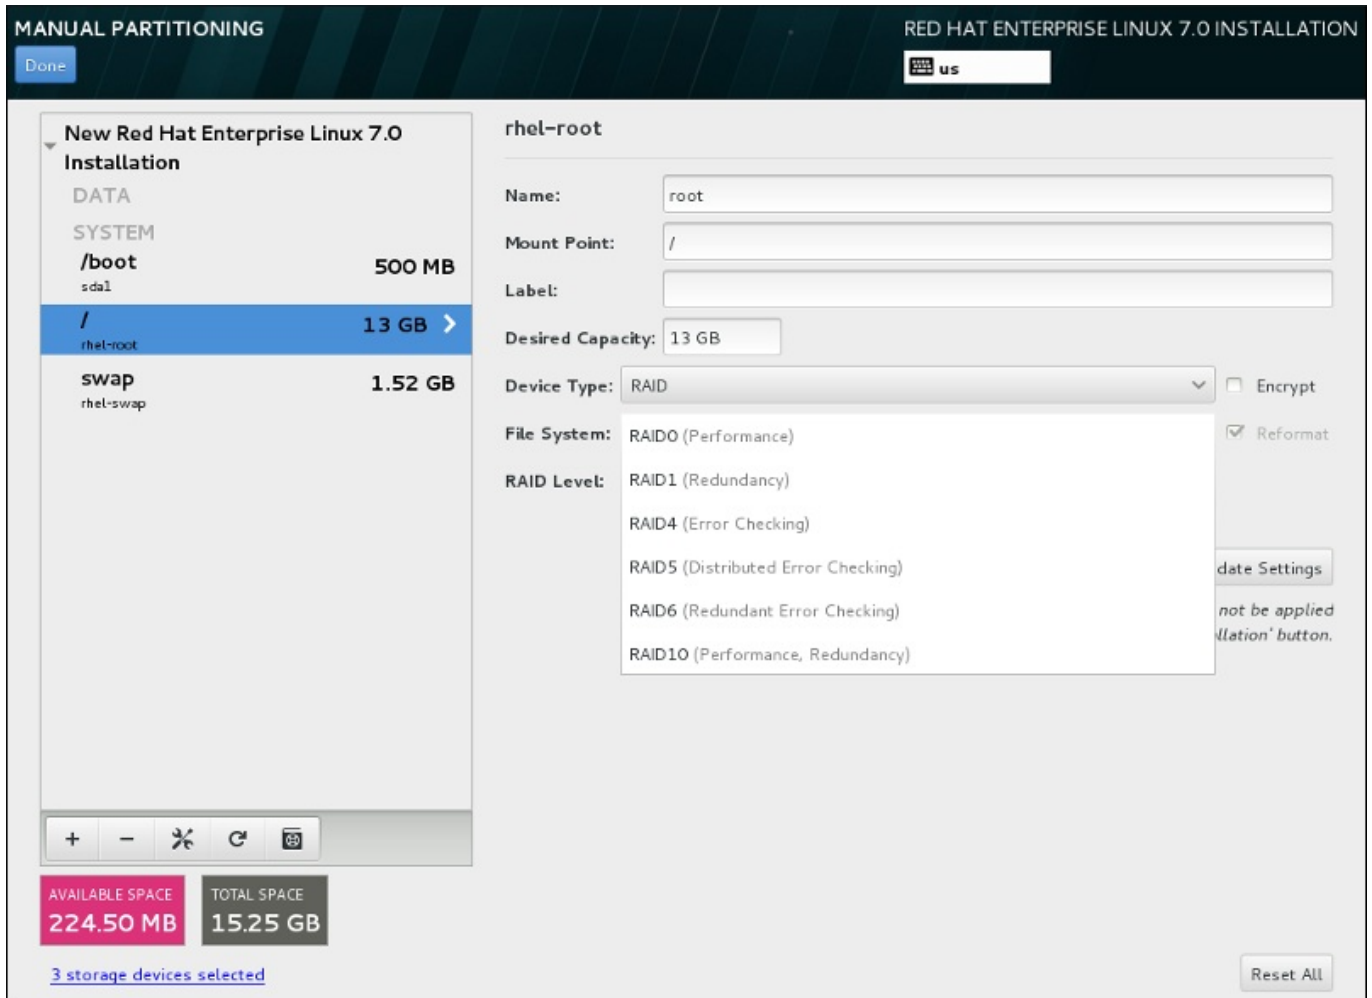 MANUAL PARTITIONING
RED HAT ENTERPRISE LINUX 7.0 INSTALLATION
Done
us
New Red Hat Enterprise Linux 7.0
Installation
DATA
SYSTEM
/boot 500 MB
sda1
/ 13 GB
rhel-root
swap 1.52 GB
rhel-swap
+ −
AVAILABLE SPACE
224.50 MB
TOTAL SPACE
15.25 GB
3 storage devices selected
rhel-root
Name: root
Mount Point: /
Label:
Desired Capacity: 13 GB
Device Type: RAID Encrypt
File System: RAID0 (Performance) Reformat
RAID Level: RAID1 (Redundancy)
RAID4 (Error Checking)
RAID5 (Distributed Error Checking) date Settings
RAID6 (Redundant Error Checking) not be applied
llation' button.
RAID10 (Performance, Redundancy)
Reset All